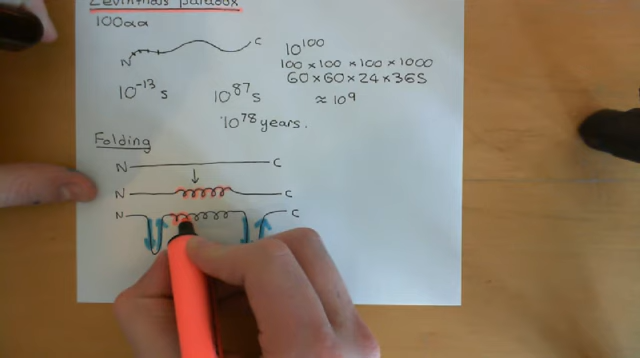 Levinthals paradox
100aa
N C
10^100
100 × 100 × 100 × 1000
60×60×24×365
≈ 10^9
10^-13 s 10^87 s
10^78 years.
Folding
N C
↓
N C
N C